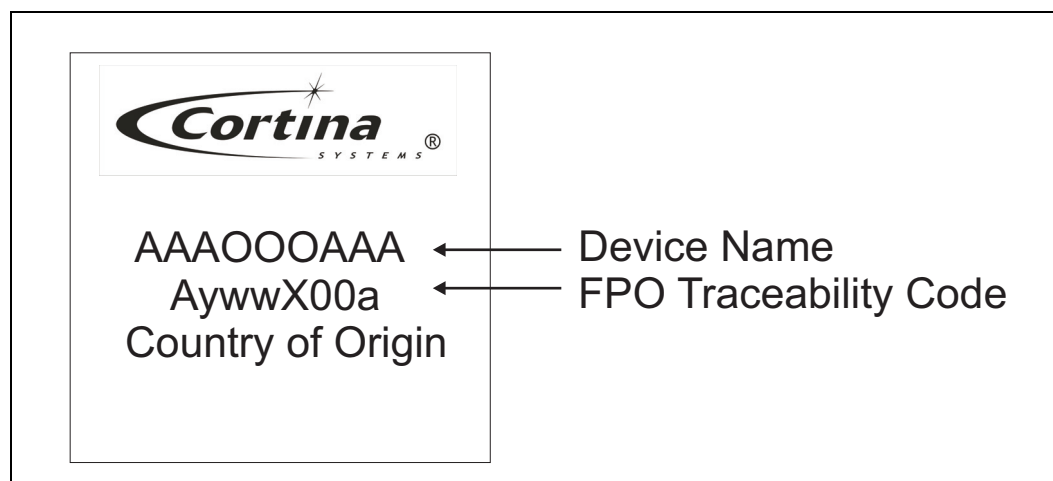 Cortina
SYSTEMS
®
AAAOOOAAA
Device Name
AywwX00a
FPO Traceability Code
Country of Origin